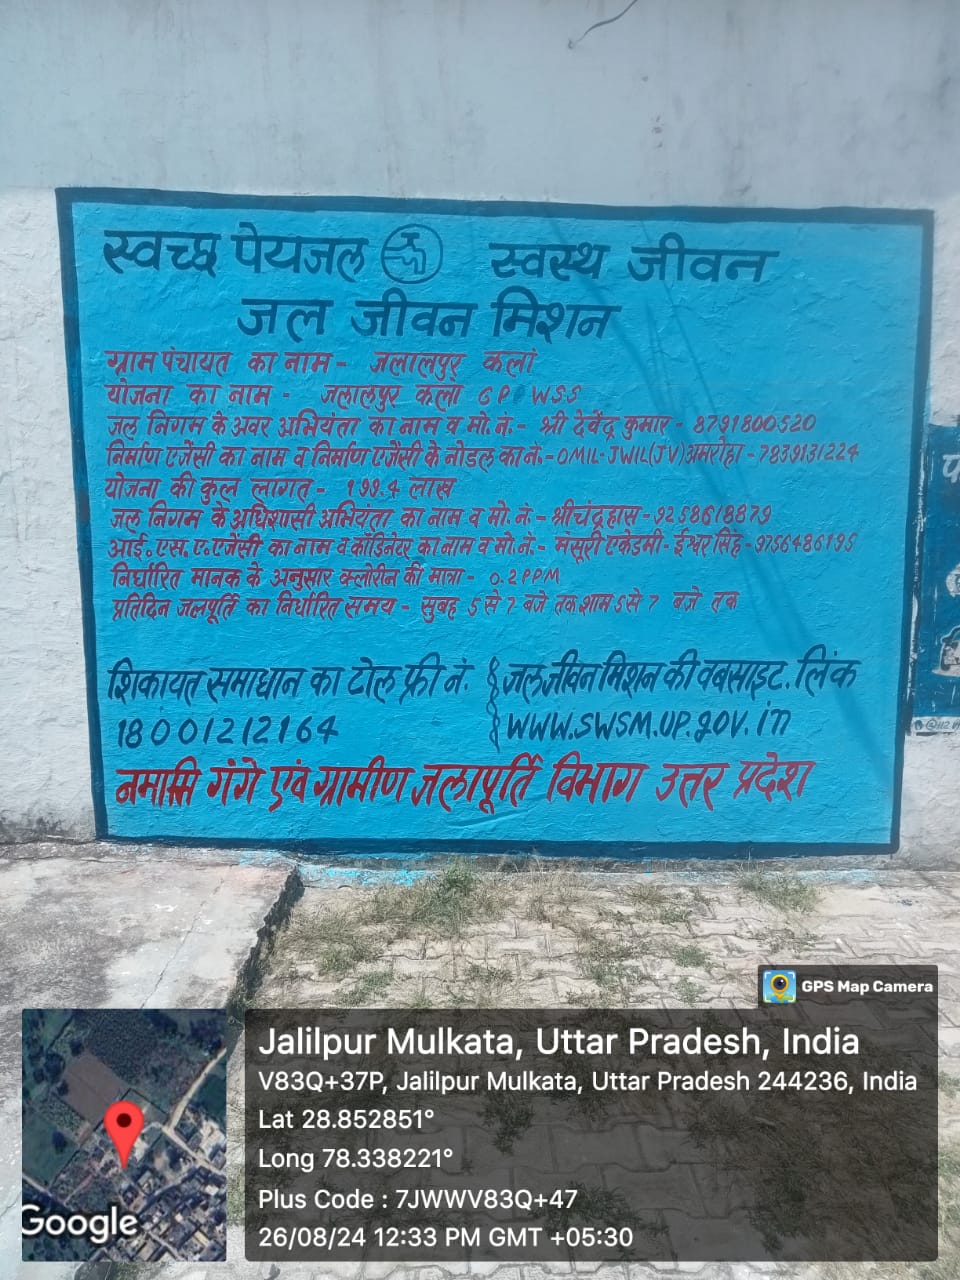 स्वच्छ पेयजल स्वस्थ जीवन
जल जीवन मिशन
ग्राम पंचायत का नाम - जलालपुर कलां
योजना का नाम - जलालपुर कलां GP WSS
जल निगम के अवर अभियंता का नाम व मो. नं. - श्री देवेंद्र कुमार - 8791800520
निर्माण एजेंसी का नाम व निर्माण एजेंसी के नोडल का नं. - OMIL-JWIL(JV) अमरोहा - 7839131224
योजना की कुल लागत - 199.4 लाख
जल निगम के अधिशासी अभियंता का नाम व मो. नं. - श्रीचंद्रहास - 9258618879
आई. एस. ए. एजेंसी का नाम व कॉडिनेटर का नाम व मो. नं. - मंसूरी एकेडमी - ईश्वर सिंह - 9756486195
निर्धारित मानक के अनुसार क्लोरीन की मात्रा - 0.2 PPM
प्रतिदिन जलपूर्ति का निर्धारित समय - सुबह 5 से 7 बजे तक शाम 5 से 7 बजे तक
शिकायत समाधान का टोल फ्री नं.
18001212164
जल जीवन मिशन की वबसाइट. लिंक
WWW.SWSM.UP.gov.in
नमामि गंगे एवं ग्रामीण जलापूर्ति विभाग उत्तर प्रदेश
@112
GPS Map Camera
Jalilpur Mulkata, Uttar Pradesh, India
V83Q+37P, Jalilpur Mulkata, Uttar Pradesh 244236, India
Lat 28.852851°
Long 78.338221°
Plus Code : 7JWWV83Q+47
26/08/24 12:33 PM GMT +05:30
Google